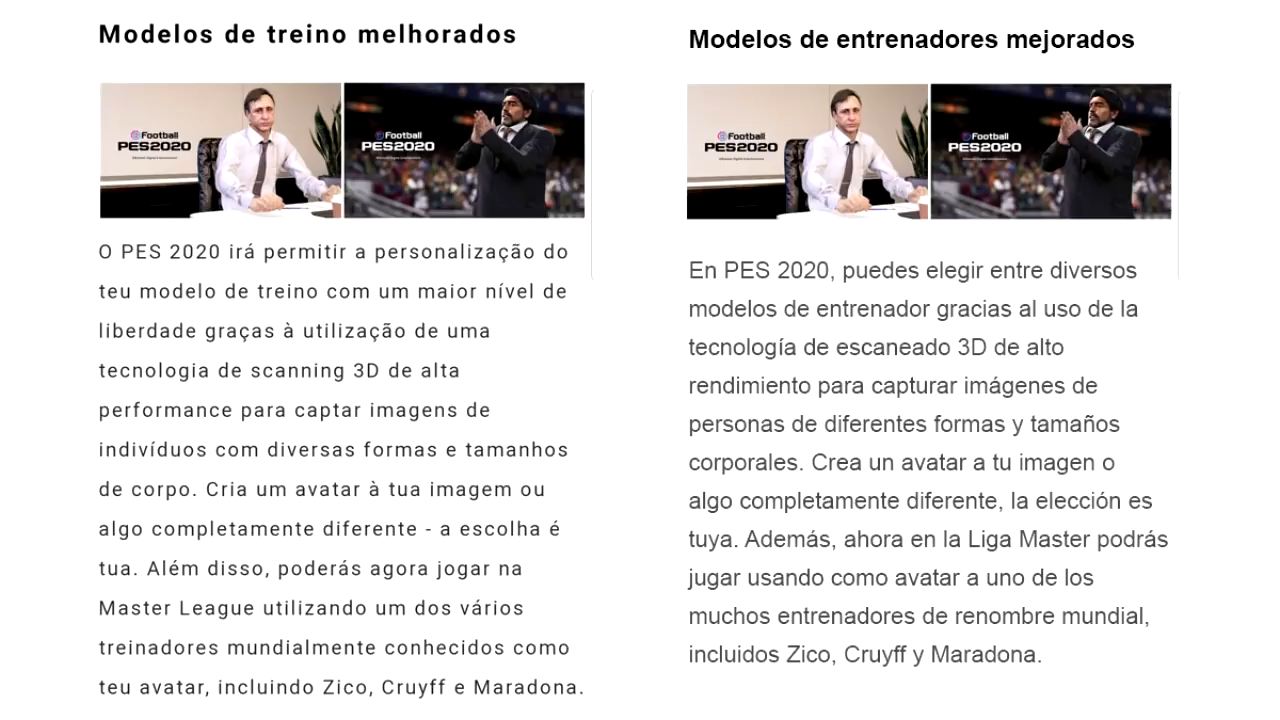 Modelos de treino melhorados
Football
PES2020
Football
PES2020
O PES 2020 irá permitir a personalização do
teu modelo de treino com um maior nível de
liberdade graças à utilização de uma
tecnologia de scanning 3D de alta
performance para captar imagens de
indivíduos com diversas formas e tamanhos
de corpo. Cria um avatar à tua imagem ou
algo completamente diferente - a escolha é
tua. Além disso, poderás agora jogar na
Master League utilizando um dos vários
treinadores mundialmente conhecidos como
teu avatar, incluindo Zico, Cruyff e Maradona.
Modelos de entrenadores mejorados
Football
PES2020
Football
PES2020
En PES 2020, puedes elegir entre diversos
modelos de entrenador gracias al uso de la
tecnología de escaneado 3D de alto
rendimiento para capturar imágenes de
personas de diferentes formas y tamaños
corporales. Crea un avatar a tu imagen o
algo completamente diferente, la elección es
tuya. Además, ahora en la Liga Master podrás
jugar usando como avatar a uno de los
muchos entrenadores de renombre mundial,
incluidos Zico, Cruyff y Maradona.